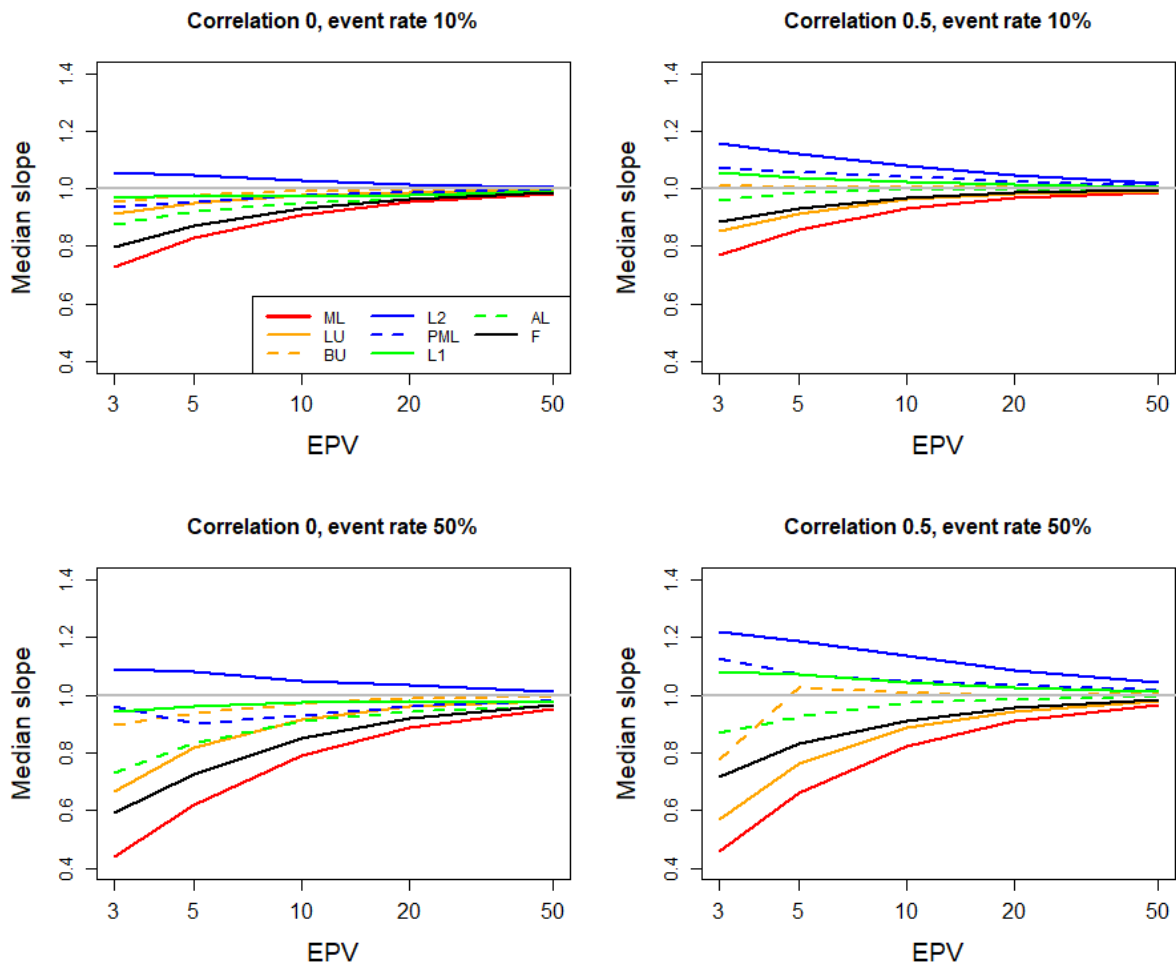 Correlation 0, event rate 10%
Median slope
1.4
1.2
1.0
0.8
0.6
0.4
ML L2 AL
LU PML F
BU L1
3 5 10 20 50
EPV
Correlation 0.5, event rate 10%
Median slope
1.4
1.2
1.0
0.8
0.6
0.4
3 5 10 20 50
EPV
Correlation 0, event rate 50%
Median slope
1.4
1.2
1.0
0.8
0.6
0.4
3 5 10 20 50
EPV
Correlation 0.5, event rate 50%
Median slope
1.4
1.2
1.0
0.8
0.6
0.4
3 5 10 20 50
EPV